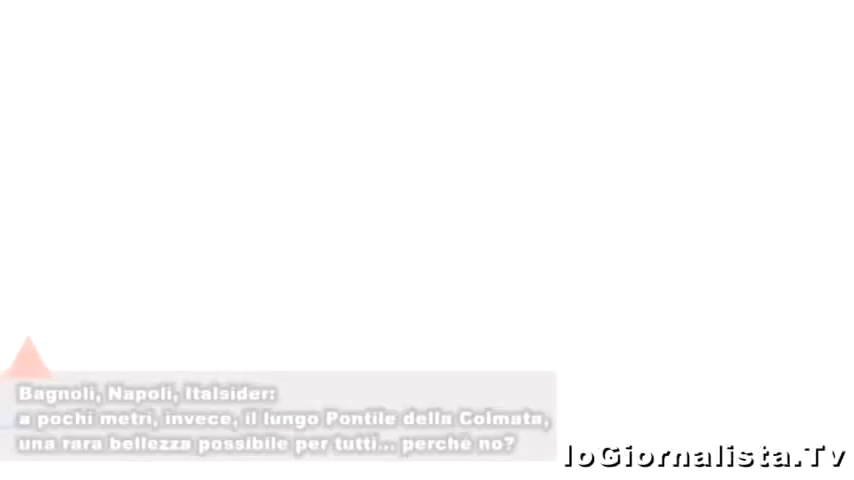 Bagnoli, Napoli, Italsider:
a pochi metri, invece, il lungo Pontile della Colmata,
una rara bellezza possibile per tutti... perchè no?
IoGiornalista.Tv